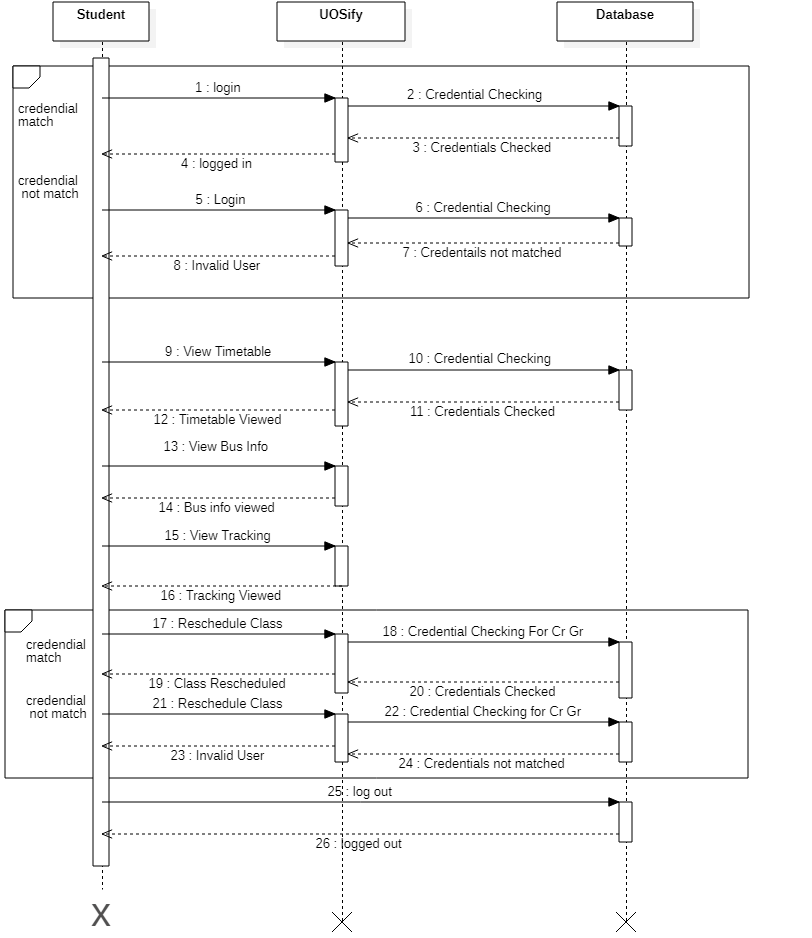 Student
UOSify
Database
1 : login
2 : Credential Checking
credendial
match
3 : Credentials Checked
4 : logged in
credendial
not match
5 : Login
6 : Credential Checking
7 : Credentails not matched
8 : Invalid User
9 : View Timetable
10 : Credential Checking
11 : Credentials Checked
12 : Timetable Viewed
13 : View Bus Info
14 : Bus info viewed
15 : View Tracking
16 : Tracking Viewed
17 : Reschedule Class
18 : Credential Checking For Cr Gr
credendial
match
19 : Class Rescheduled
20 : Credentials Checked
credendial
not match
21 : Reschedule Class
22 : Credential Checking for Cr Gr
23 : Invalid User
24 : Credentials not matched
25 : log out
26 : logged out
X